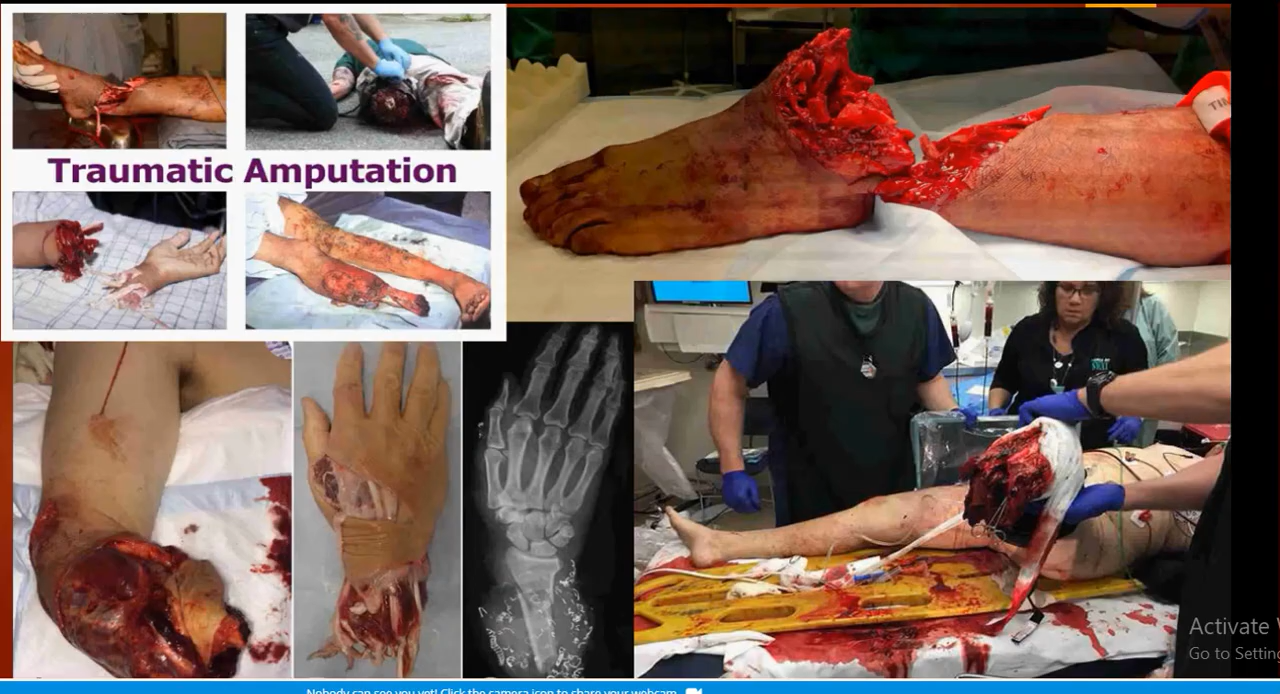 Traumatic Amputation
TIM
Activate
Go to Setting
Nobody can see you yet! Click the camera icon to share your webcam.